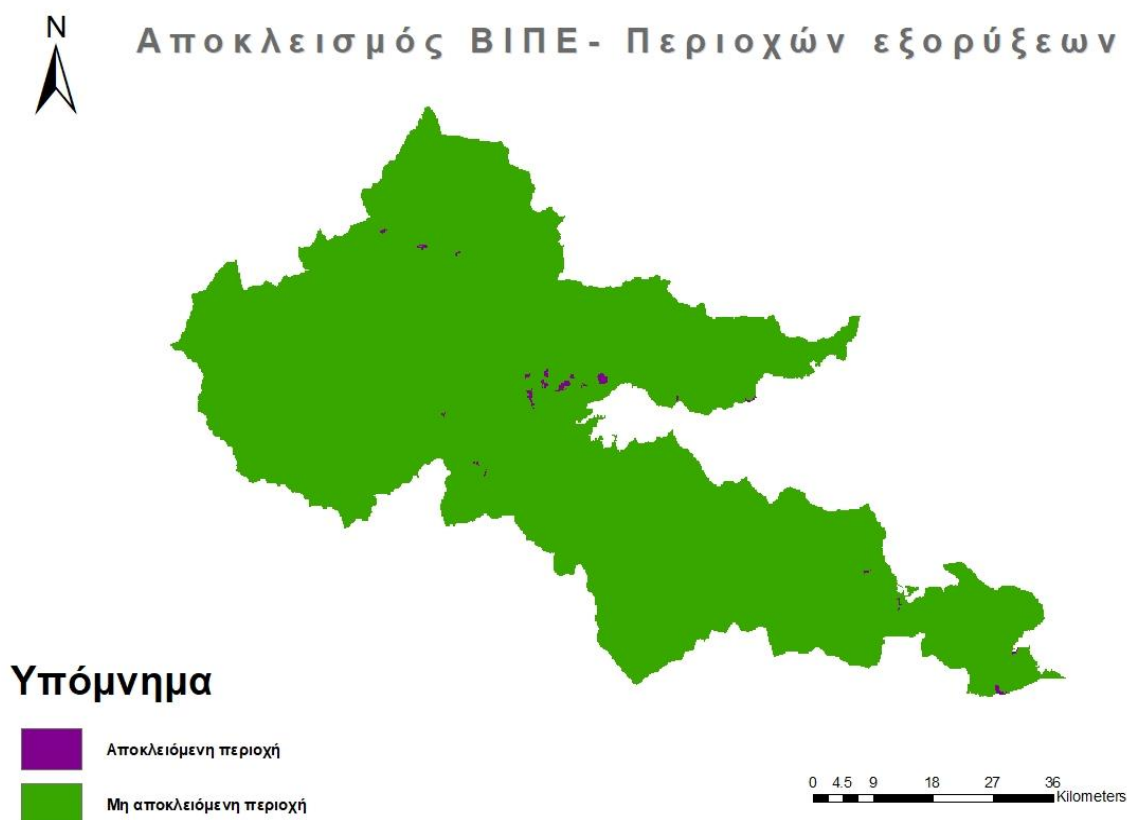 N
Αποκλεισμός ΒΙΠΕ- Περιοχών εξορύξεων
Υπόμνημα
Αποκλειόμενη περιοχή
Μη αποκλειόμενη περιοχή
0 4.5 9 18 27 36
Kilometers